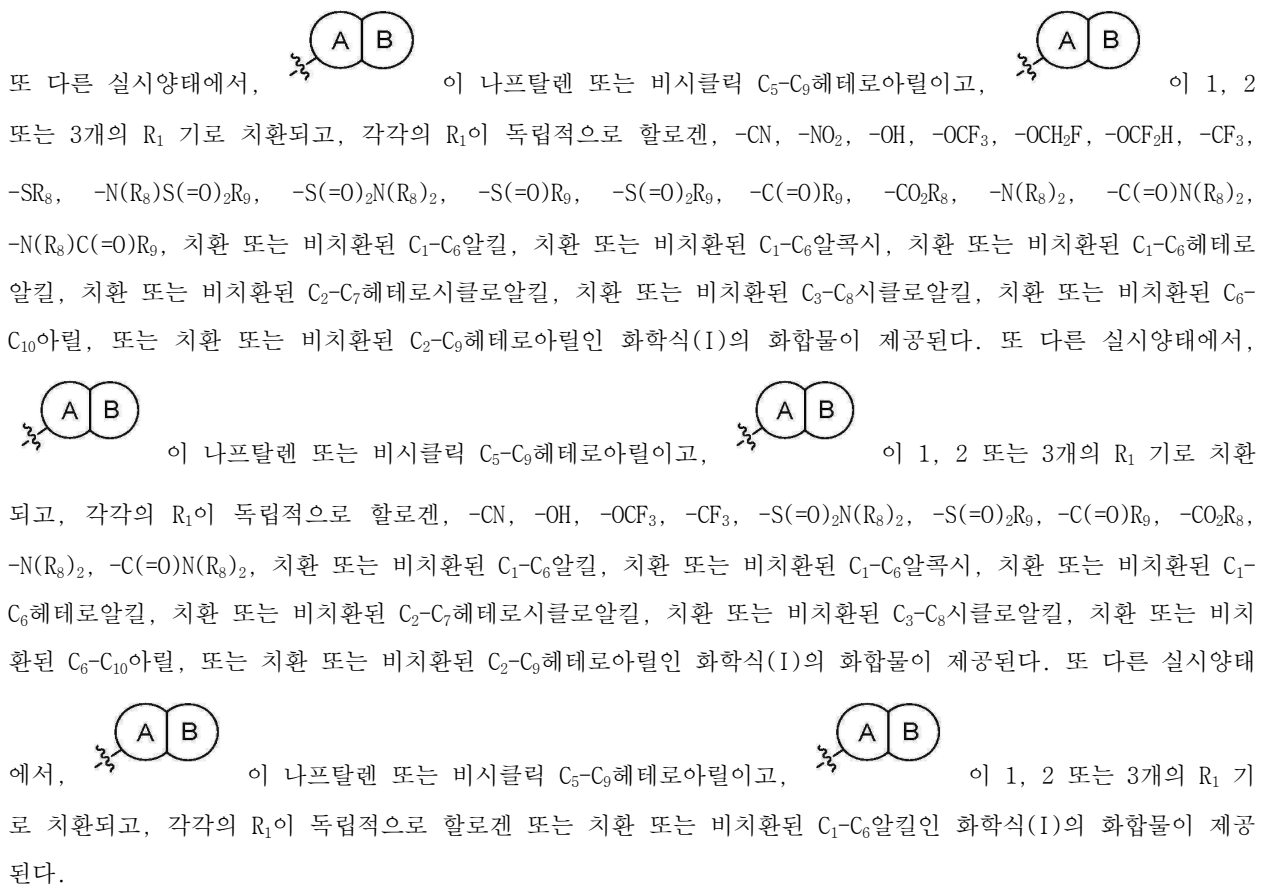 A B A B
또 다른 실시양태에서, 이 나프탈렌 또는 비시클릭 C₅-C₉헤테로아릴이고, 이 1, 2
또는 3개의 R₁ 기로 치환되고, 각각의 R₁이 독립적으로 할로겐, -CN, -NO₂, -OH, -OCF₃, -OCH₂F, -OCF₂H, -CF₃,
-SR₈, -N(R₈)S(=O)₂R₉, -S(=O)₂N(R₈)₂, -S(=O)R₉, -S(=O)₂R₉, -C(=O)R₉, -CO₂R₈, -N(R₈)₂, -C(=O)N(R₈)₂,
-N(R₈)C(=O)R₉, 치환 또는 비치환된 C₁-C₆알킬, 치환 또는 비치환된 C₁-C₆알콕시, 치환 또는 비치환된 C₁-C₆헤테로
알킬, 치환 또는 비치환된 C₂-C₇헤테로시클로알킬, 치환 또는 비치환된 C₃-C₈시클로알킬, 치환 또는 비치환된 C₆-
C₁₀아릴, 또는 치환 또는 비치환된 C₂-C₉헤테로아릴인 화학식(I)의 화합물이 제공된다. 또 다른 실시양태에서,
A B A B
이 나프탈렌 또는 비시클릭 C₅-C₉헤테로아릴이고, 이 1, 2 또는 3개의 R₁ 기로 치환
되고, 각각의 R₁이 독립적으로 할로겐, -CN, -OH, -OCF₃, -CF₃, -S(=O)₂N(R₈)₂, -S(=O)₂R₉, -C(=O)R₉, -CO₂R₈,
-N(R₈)₂, -C(=O)N(R₈)₂, 치환 또는 비치환된 C₁-C₆알킬, 치환 또는 비치환된 C₁-C₆알콕시, 치환 또는 비치환된 C₁-
C₆헤테로알킬, 치환 또는 비치환된 C₂-C₇헤테로시클로알킬, 치환 또는 비치환된 C₃-C₈시클로알킬, 치환 또는 비치
환된 C₆-C₁₀아릴, 또는 치환 또는 비치환된 C₂-C₉헤테로아릴인 화학식(I)의 화합물이 제공된다. 또 다른 실시양태
A B A B
에서, 이 나프탈렌 또는 비시클릭 C₅-C₉헤테로아릴이고, 이 1, 2 또는 3개의 R₁ 기
로 치환되고, 각각의 R₁이 독립적으로 할로겐 또는 치환 또는 비치환된 C₁-C₆알킬인 화학식(I)의 화합물이 제공
된다.